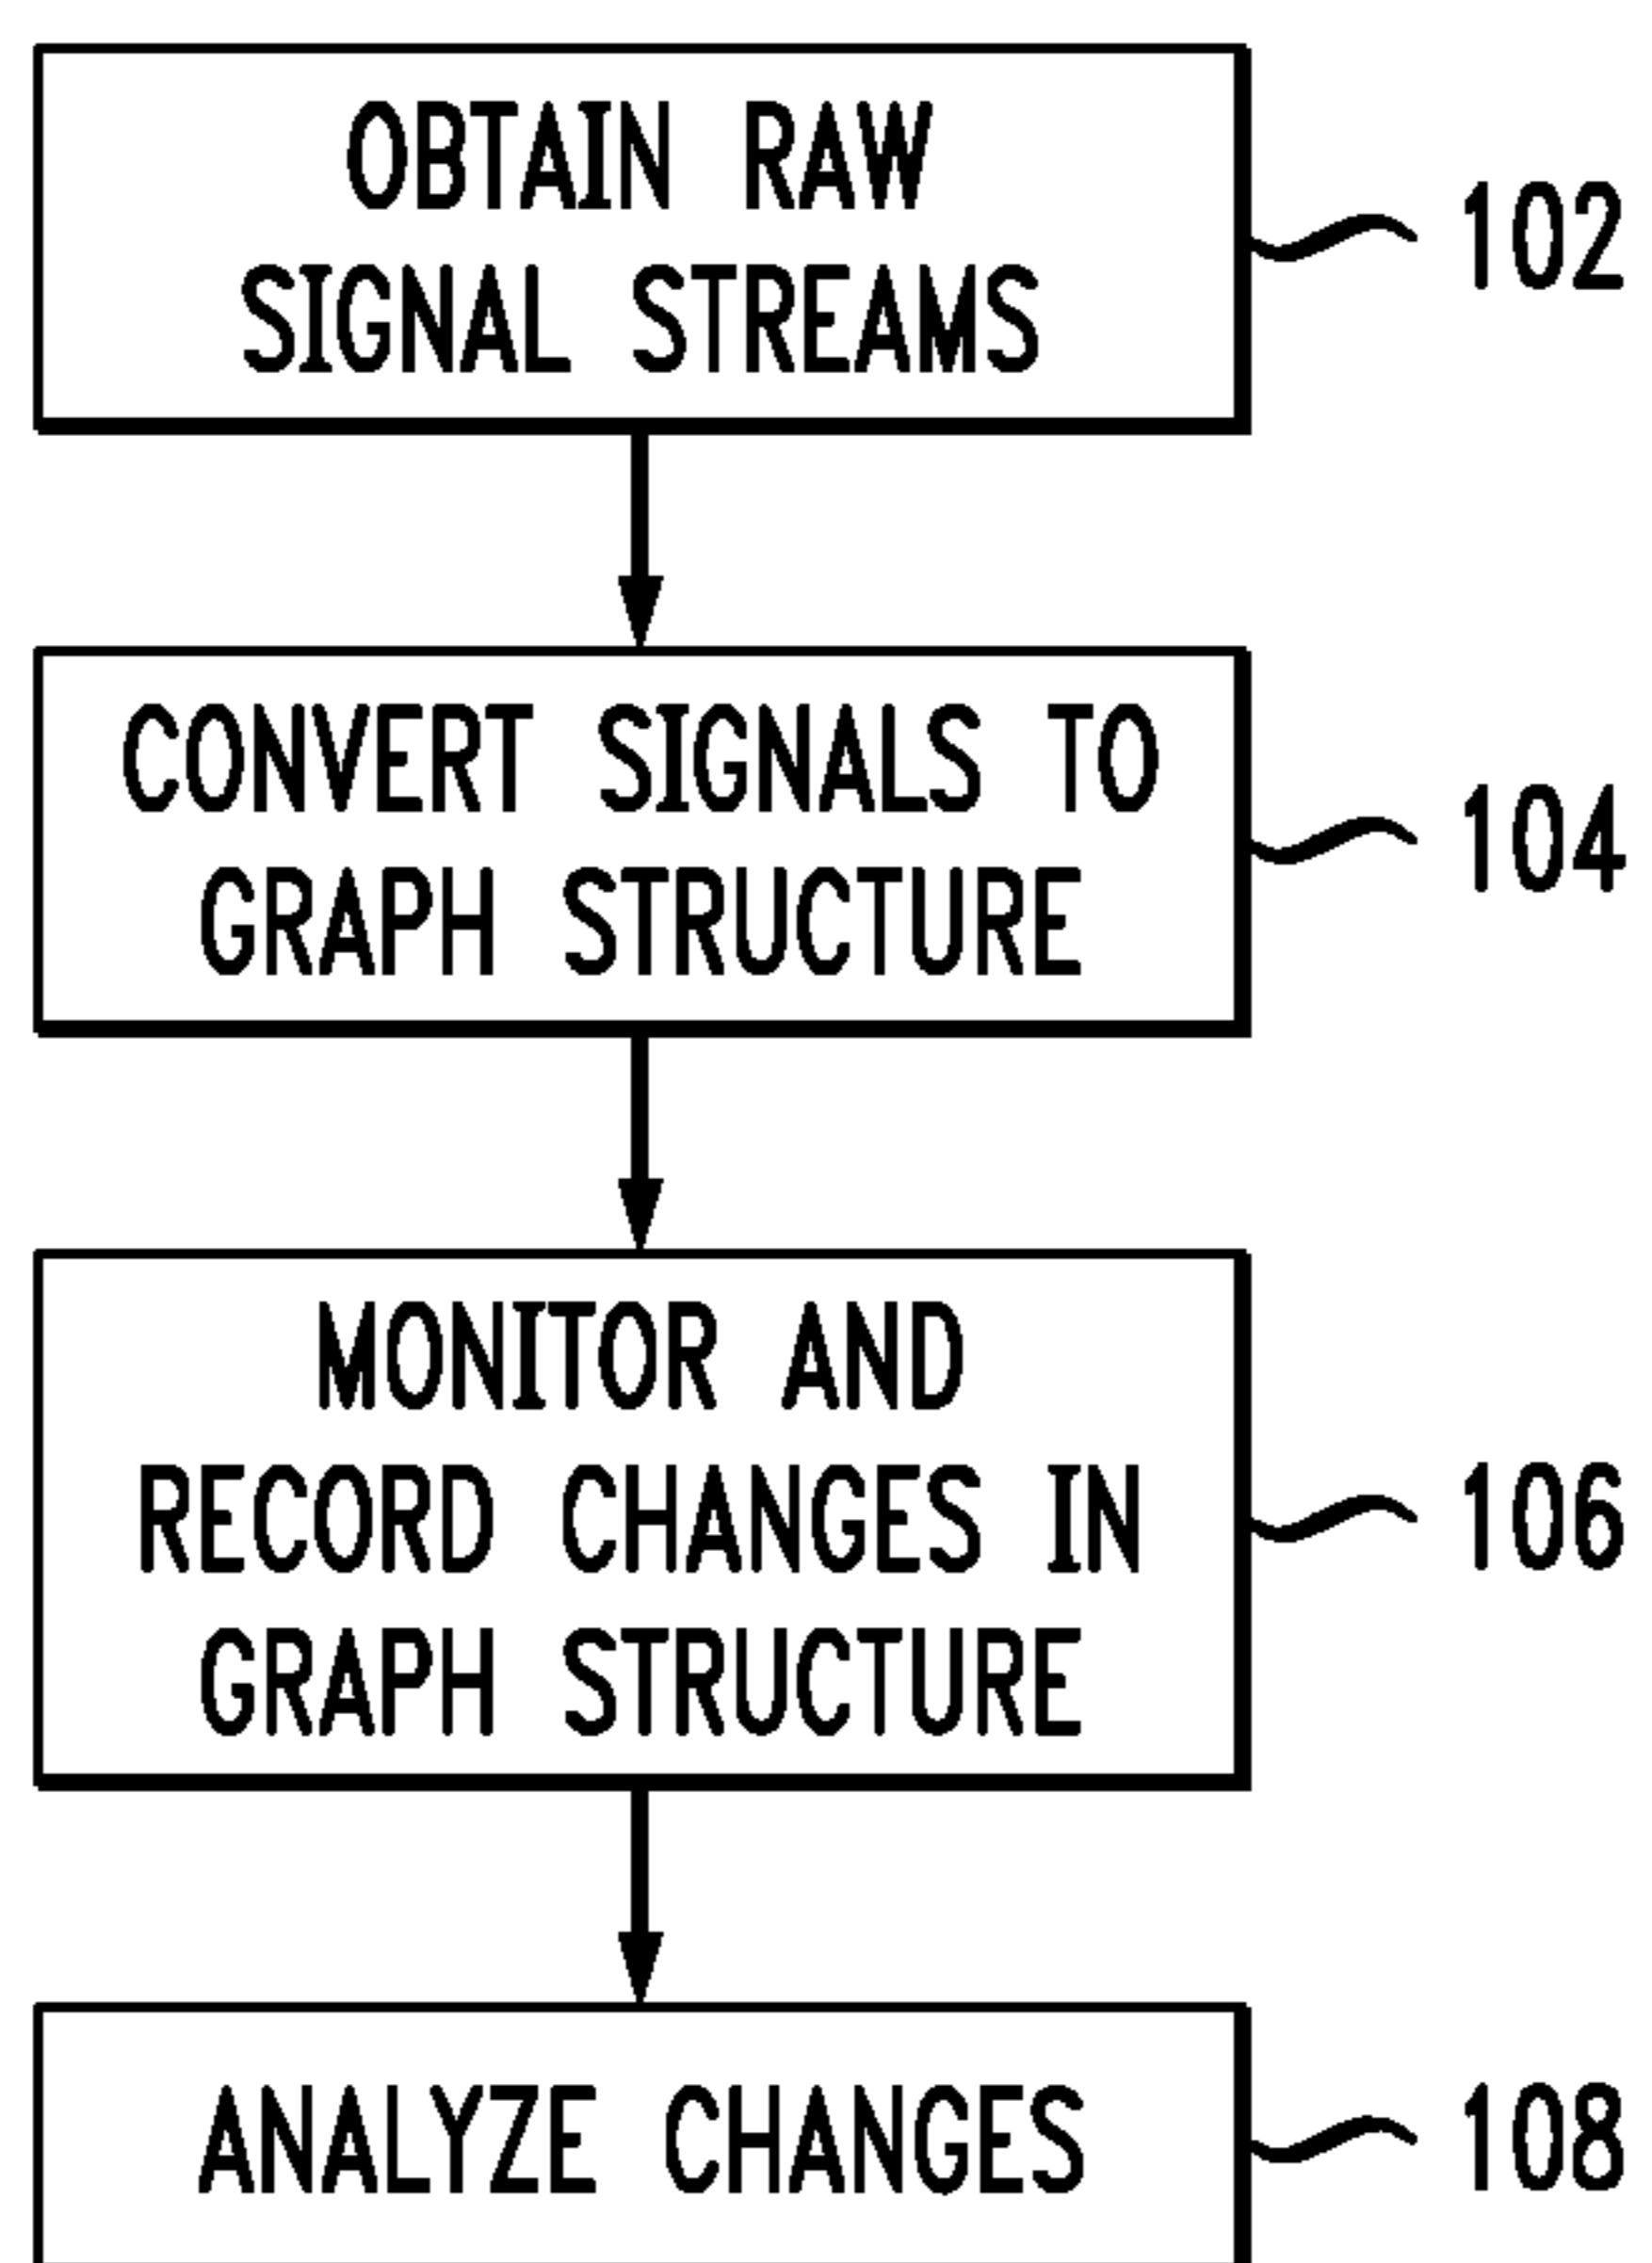 OBTAIN RAW
SIGNAL STREAMS
102
CONVERT SIGNALS TO
GRAPH STRUCTURE
104
MONITOR AND
RECORD CHANGES IN
GRAPH STRUCTURE
106
ANALYZE CHANGES
108